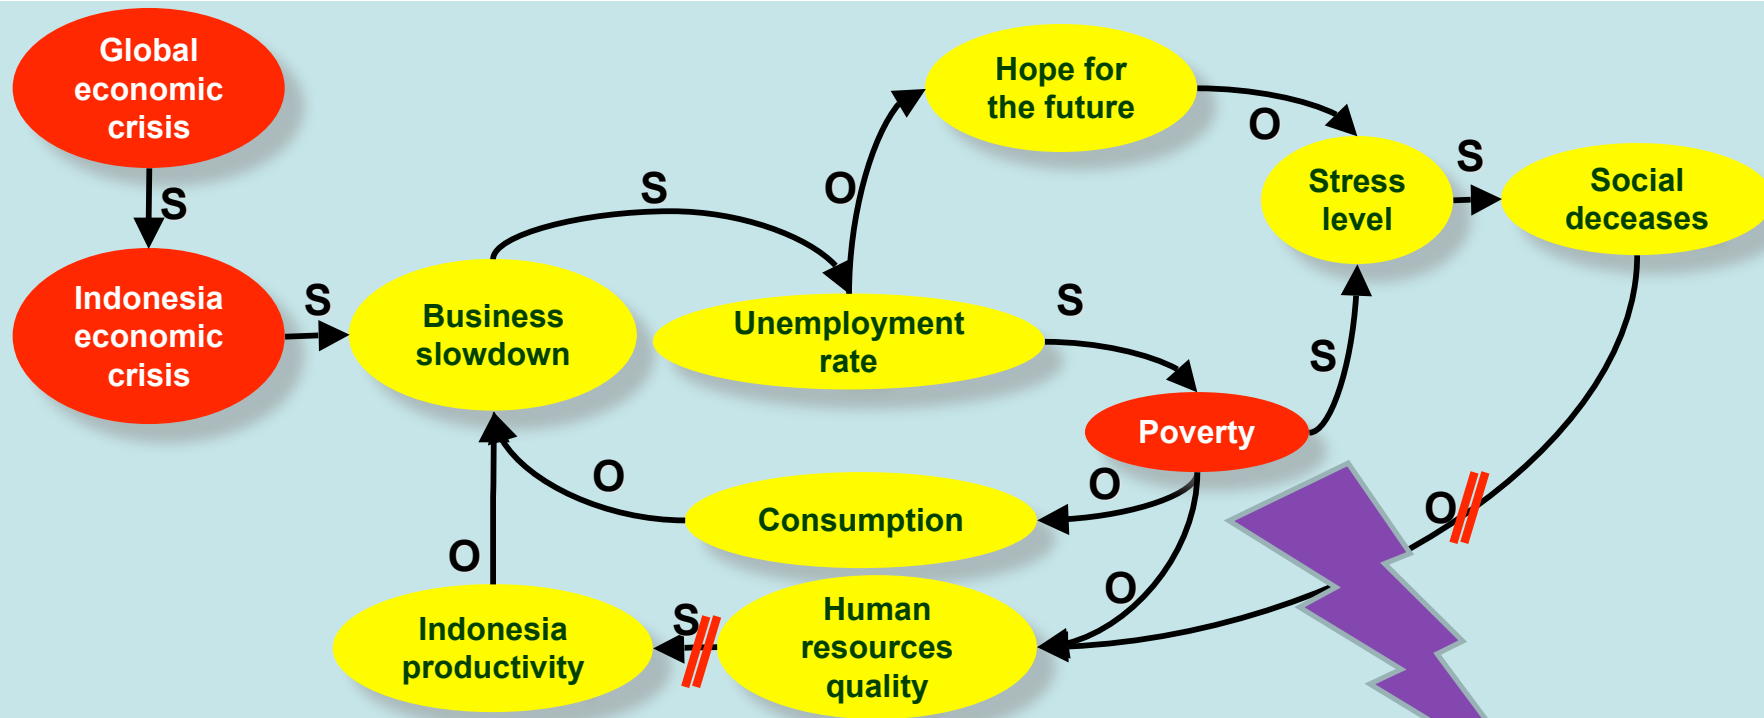 Global
economic
crisis
S
Indonesia
economic
crisis
S
Business
slowdown
S
Unemployment
rate
O
Hope for
the future
O
Stress
level
S
Social
deceases
S
Poverty
S
O
Consumption
O
O
Human
resources
quality
O
S
Indonesia
productivity
O